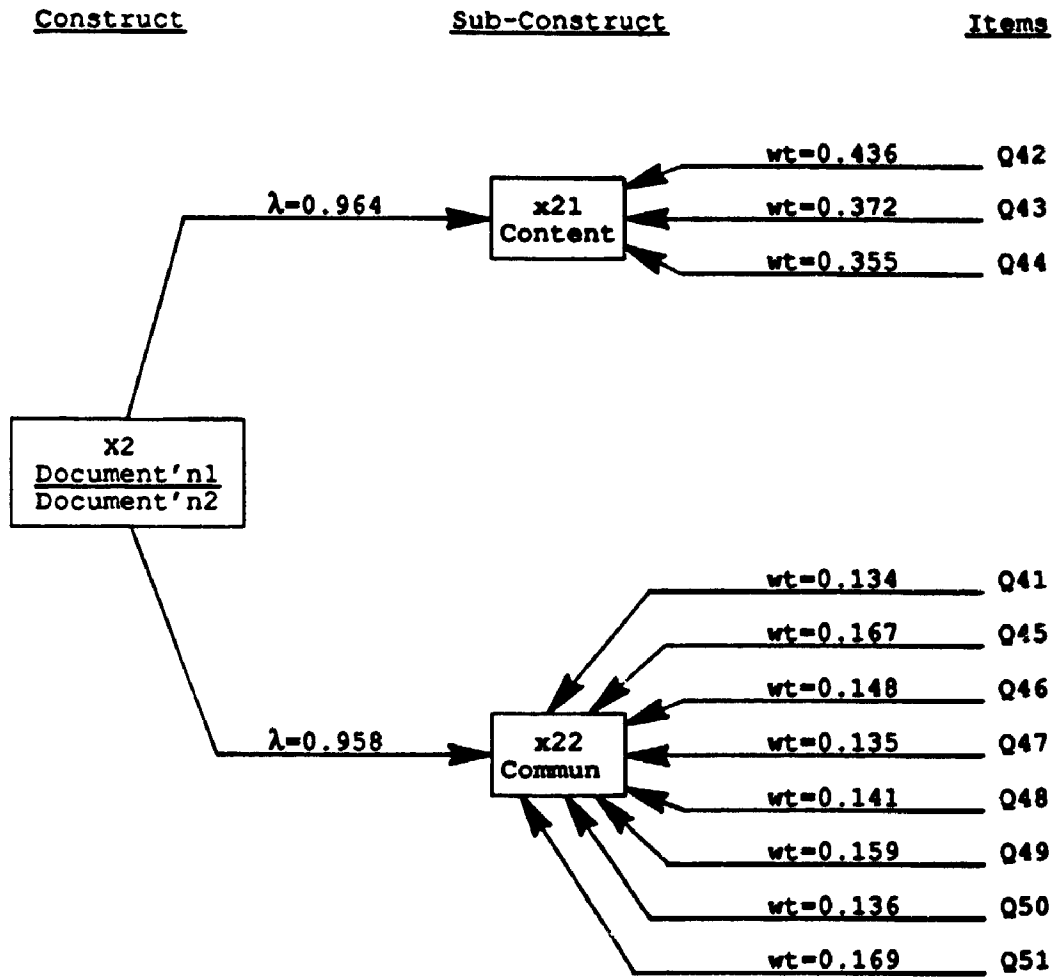 Construct Sub-Construct Items
wt=0.436 Q42
λ=0.964 x21 wt=0.372 Q43
Content
wt=0.355 Q44
X2
Document'n1
Document'n2
wt=0.134 Q41
wt=0.167 Q45
wt=0.148 Q46
λ=0.958 x22 wt=0.135 Q47
Commun
wt=0.141 Q48
wt=0.159 Q49
wt=0.136 Q50
wt=0.169 Q51